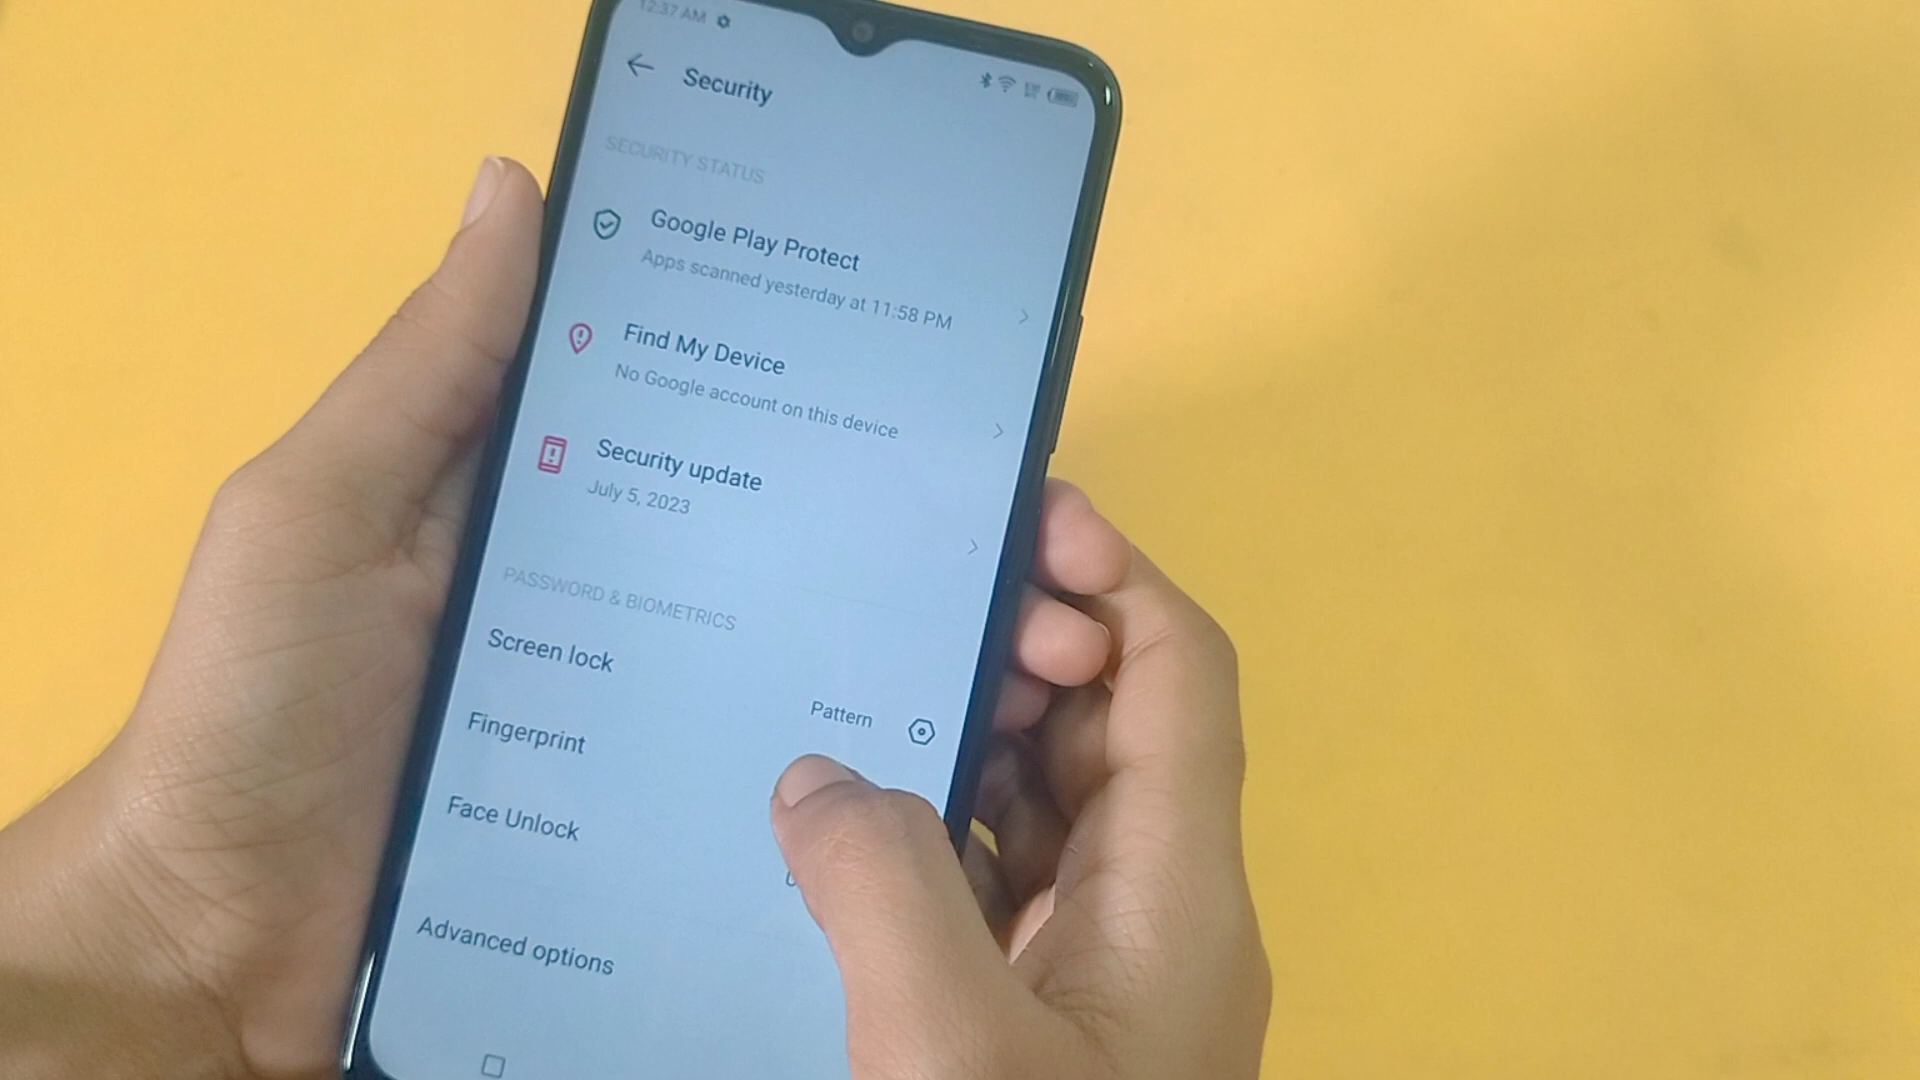 12:37 AM
Security
SECURITY STATUS
Google Play Protect
Apps scanned yesterday at 11:58 PM
Find My Device
No Google account on this device
Security update
July 5, 2023
PASSWORD & BIOMETRICS
Screen lock
Pattern
Fingerprint
Face Unlock
Advanced options